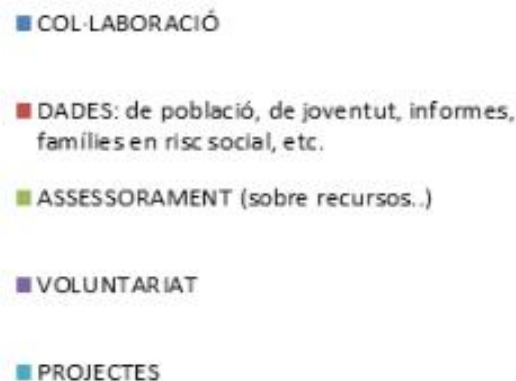 COL·LABORACIÓ
DADES: de població, de joventut, informes,
famílies en risc social, etc.
ASSESSORAMENT (sobre recursos..)
VOLUNTARIAT
PROJECTES